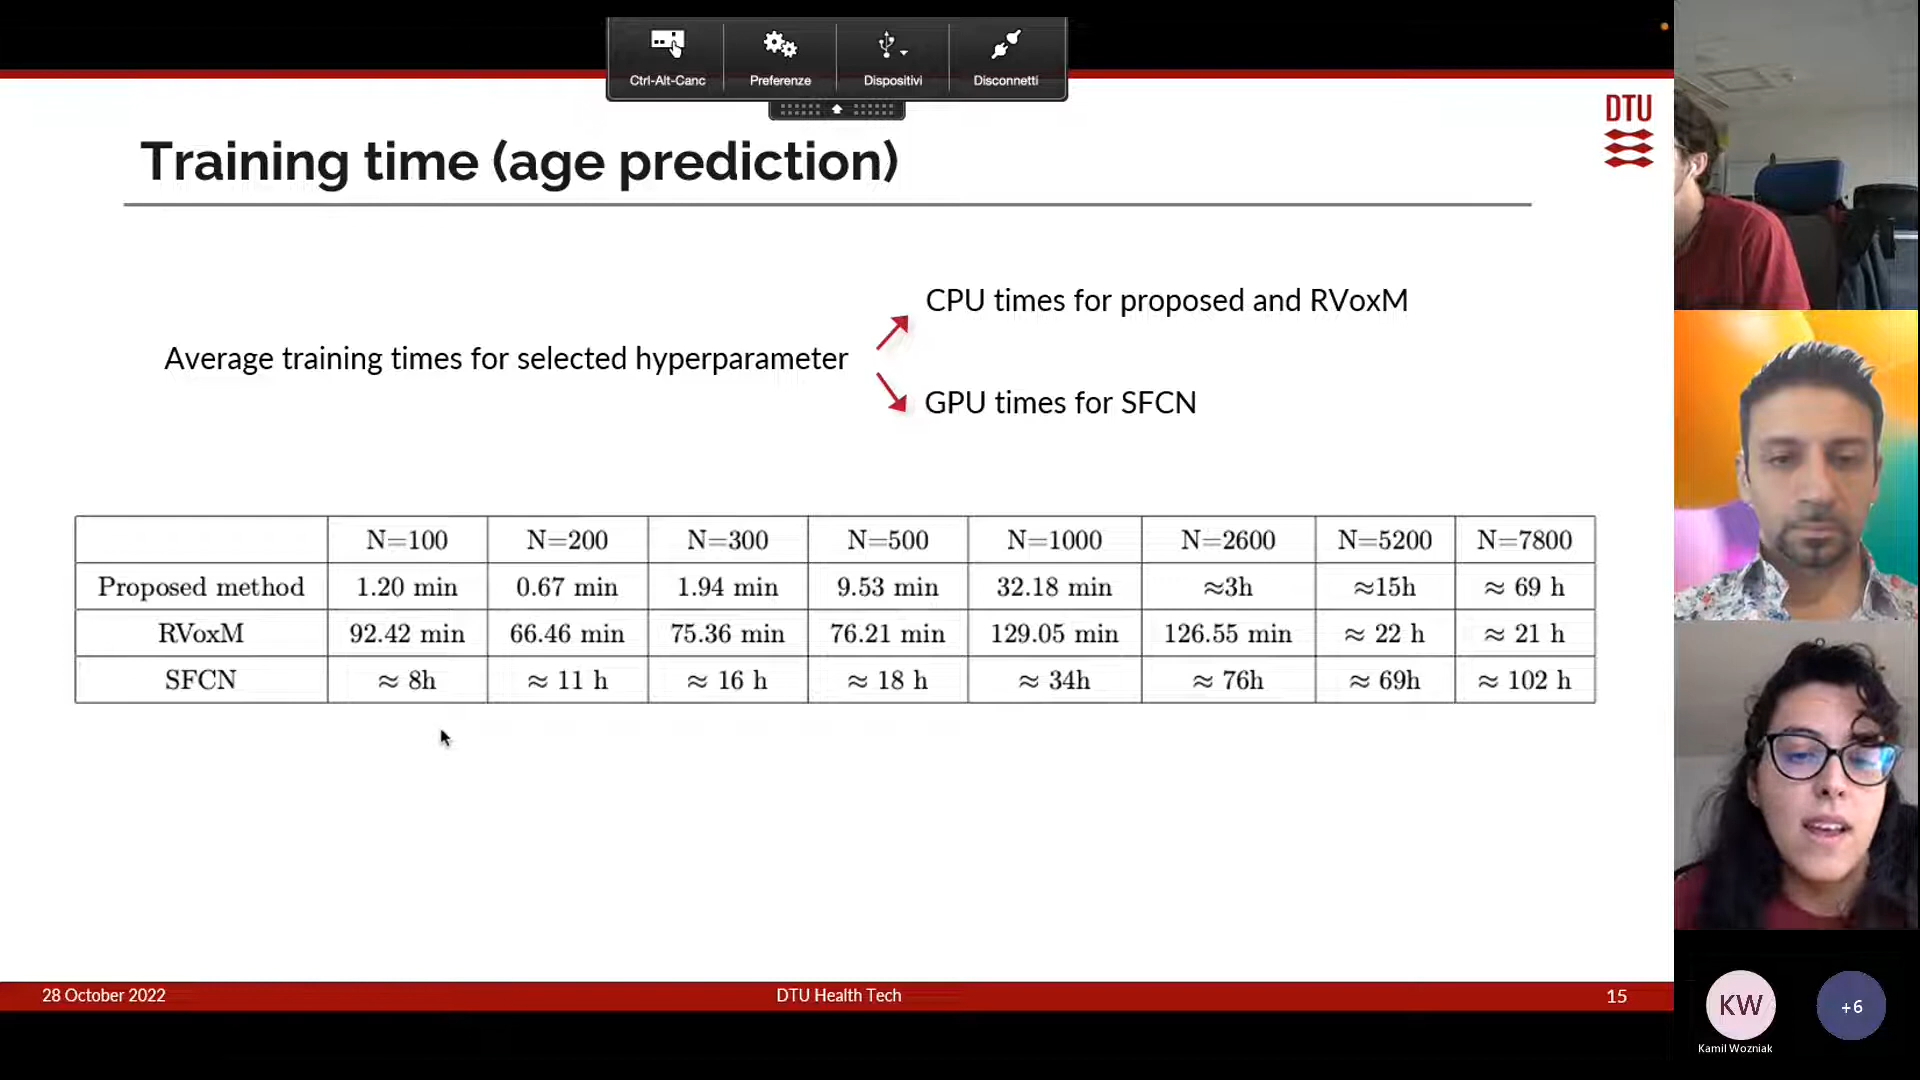 Ctrl-Alt-Canc Preferenze Dispositivi Disconnetti
DTU
Training time (age prediction)
CPU times for proposed and RVoxM
Average training times for selected hyperparameter
GPU times for SFCN
N=100 N=200 N=300 N=500 N=1000 N=2600 N=5200 N=7800
Proposed method 1.20 min 0.67 min 1.94 min 9.53 min 32.18 min ≈3h ≈15h ≈ 69 h
RVoxM 92.42 min 66.46 min 75.36 min 76.21 min 129.05 min 126.55 min ≈ 22 h ≈ 21 h
SFCN ≈ 8h ≈ 11 h ≈ 16 h ≈ 18 h ≈ 34h ≈ 76h ≈ 69h ≈ 102 h
28 October 2022 DTU Health Tech 15
KW +6
Kamil Wozniak